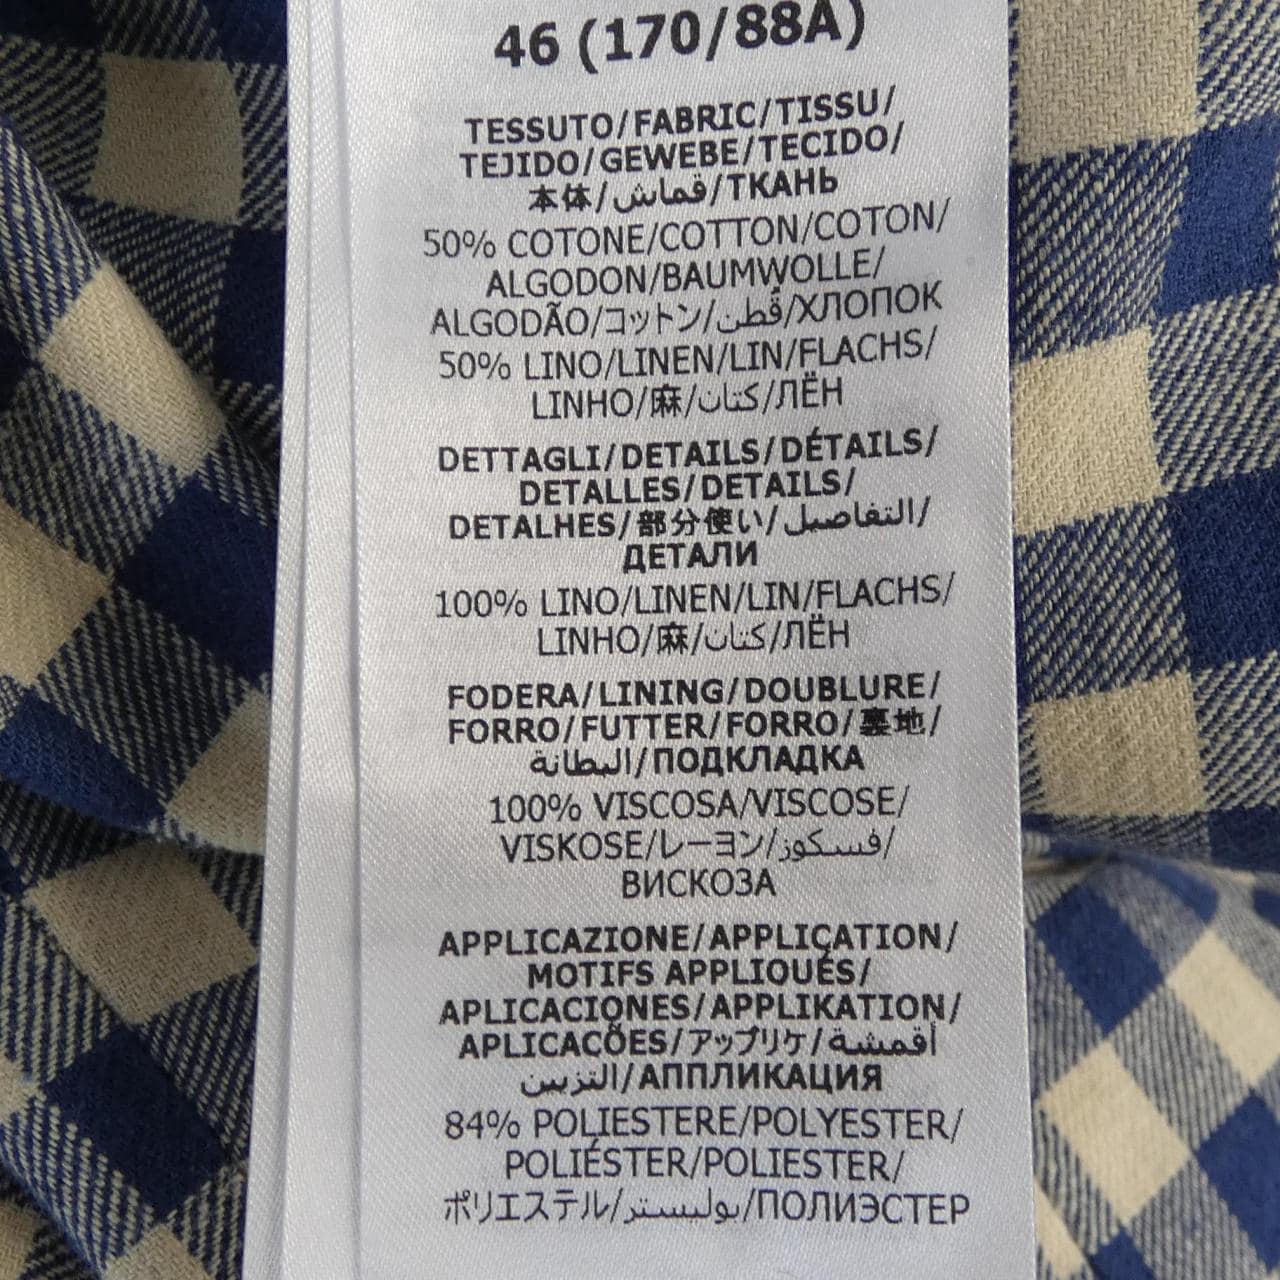 46 (170/88A)
TESSUTO/FABRIC/TISSU/
TEJIDO/GEWEBE/TECIDO/
本体/قماش/ТКАНЬ
50% COTONE/COTTON/COTON/
ALGODON/BAUMWOLLE/
ALGODÃO/コットン/قطن/ХЛОПОК
50% LINO/LINEN/LIN/FLACHS/
LINHO/麻/كتان/ЛЁН
DETTAGLI/DETAILS/DÉTAILS/
DETALLES/DETAILS/
DETALHES/部分使い/التفاصيل/
ДЕТАЛИ
100% LINO/LINEN/LIN/FLACHS/
LINHO/麻/كتان/ЛЁН
FODERA/LINING/DOUBLURE/
FORRO/FUTTER/FORRO/裏地/
البطانة/ПОДКЛАДКА
100% VISCOSA/VISCOSE/
VISKOSE/レーヨン/فسكوز/
ВИСКОЗА
APPLICAZIONE/APPLICATION/
MOTIFS APPLIQUÉS/
APLICACIONES/APPLIKATION/
APLICAÇÕES/アップリケ/أقمشة
التزيين/АППЛИКАЦИЯ
84% POLIESTERE/POLYESTER/
POLIÉSTER/POLIESTER/
ポリエステル/بوليستر/ПОЛИЭСТЕР